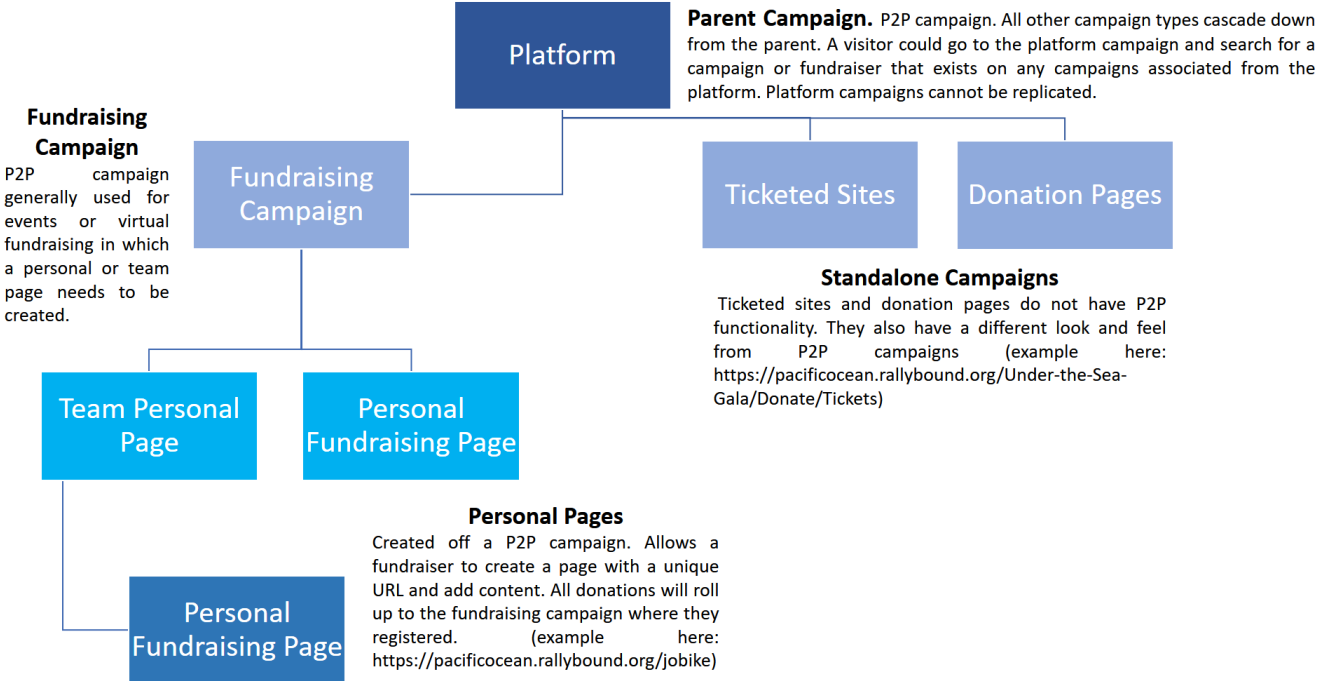 Platform
Parent Campaign. P2P campaign. All other campaign types cascade down
from the parent. A visitor could go to the platform campaign and search for a
campaign or fundraiser that exists on any campaigns associated from the
platform. Platform campaigns cannot be replicated.
Fundraising
Campaign
P2P campaign
generally used for
events or virtual
fundraising in which
a personal or team
page needs to be
created.
Fundraising
Campaign
Ticketed Sites
Donation Pages
Standalone Campaigns
Ticketed sites and donation pages do not have P2P
functionality. They also have a different look and feel
from P2P campaigns (example here:
https://pacificocean.rallybound.org/Under-the-Sea-
Gala/Donate/Tickets)
Team Personal
Page
Personal
Fundraising Page
Personal Pages
Created off a P2P campaign. Allows a
fundraiser to create a page with a unique
URL and add content. All donations will roll
up to the fundraising campaign where they
registered. (example here:
https://pacificocean.rallybound.org/jobike)
Personal
Fundraising Page